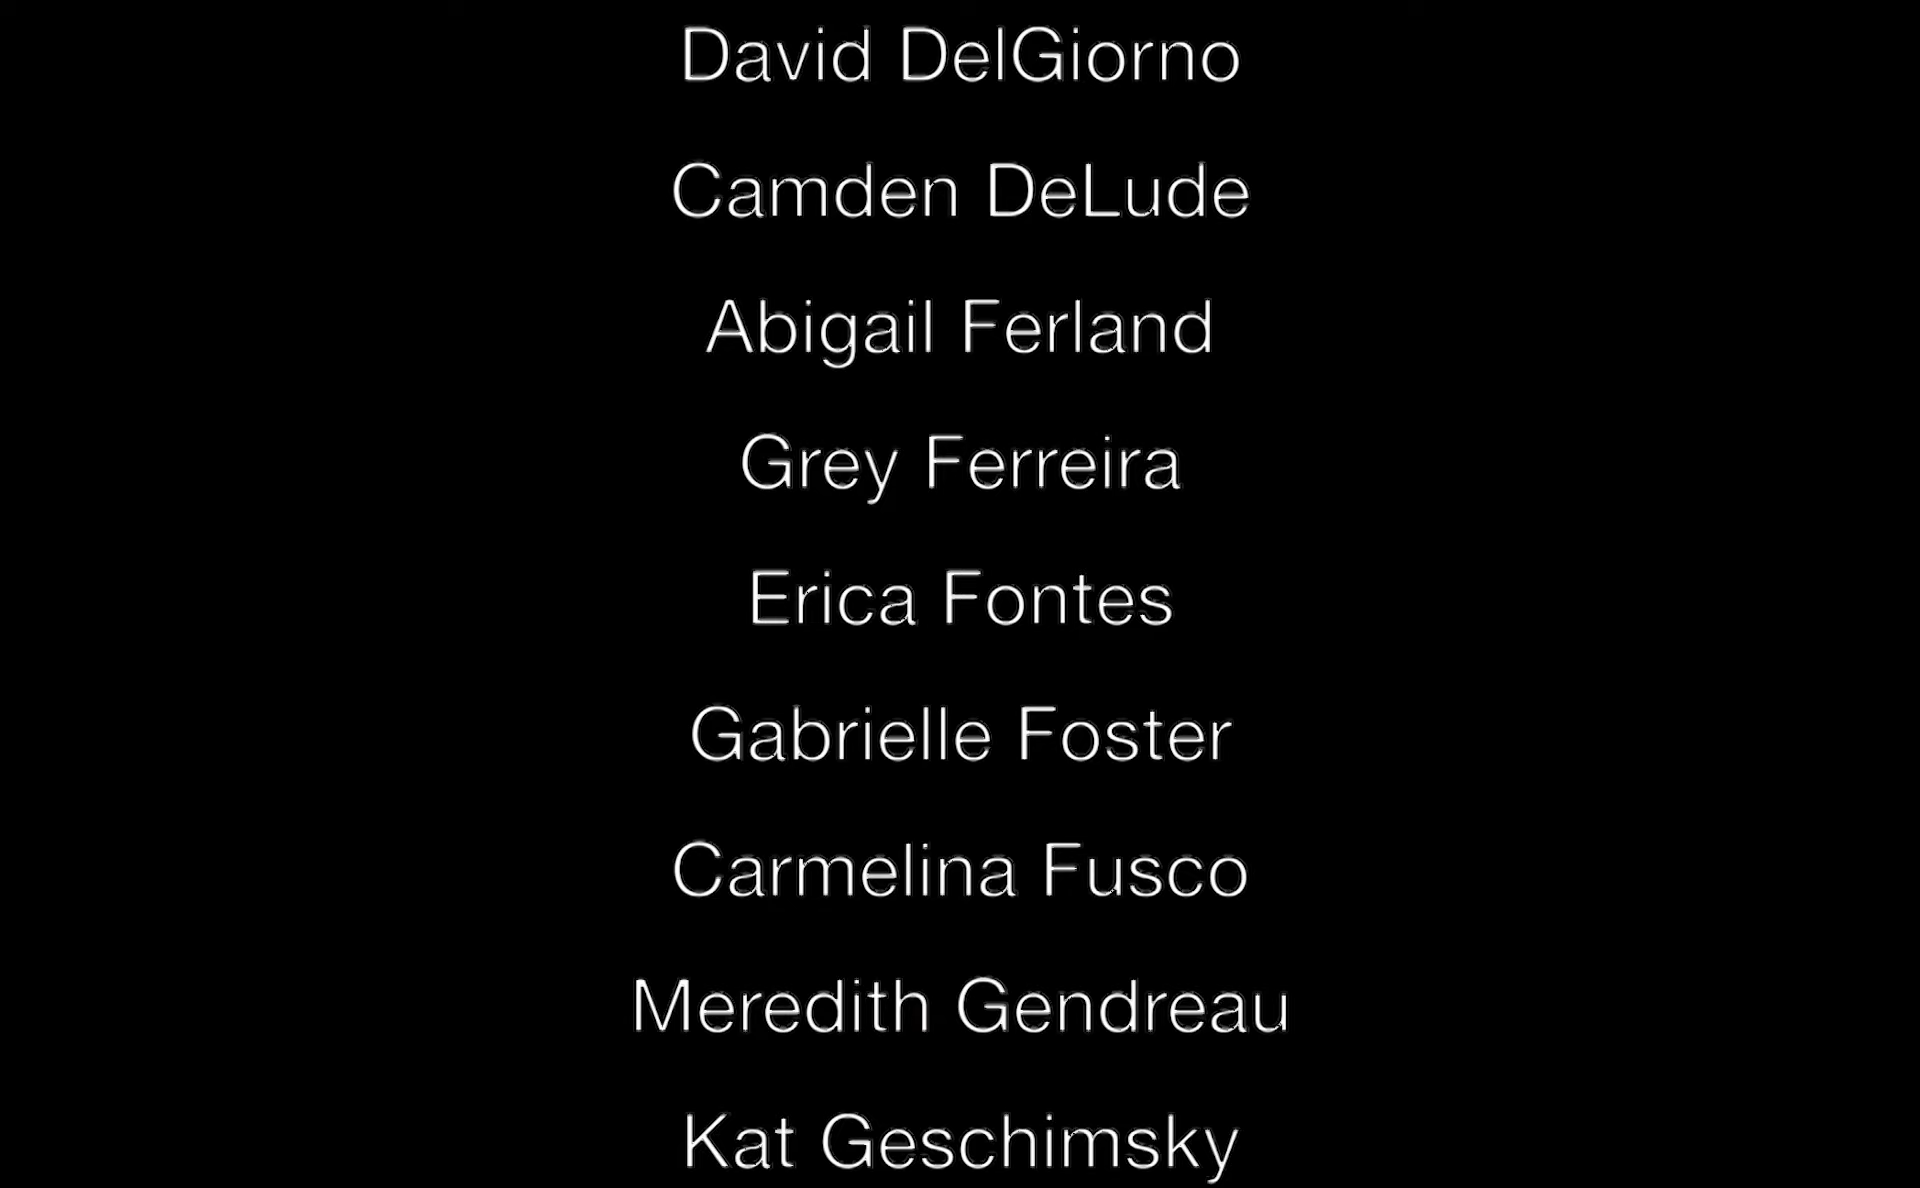 David DelGiorno
Camden DeLude
Abigail Ferland
Grey Ferreira
Erica Fontes
Gabrielle Foster
Carmelina Fusco
Meredith Gendreau
Kat Geschimsky